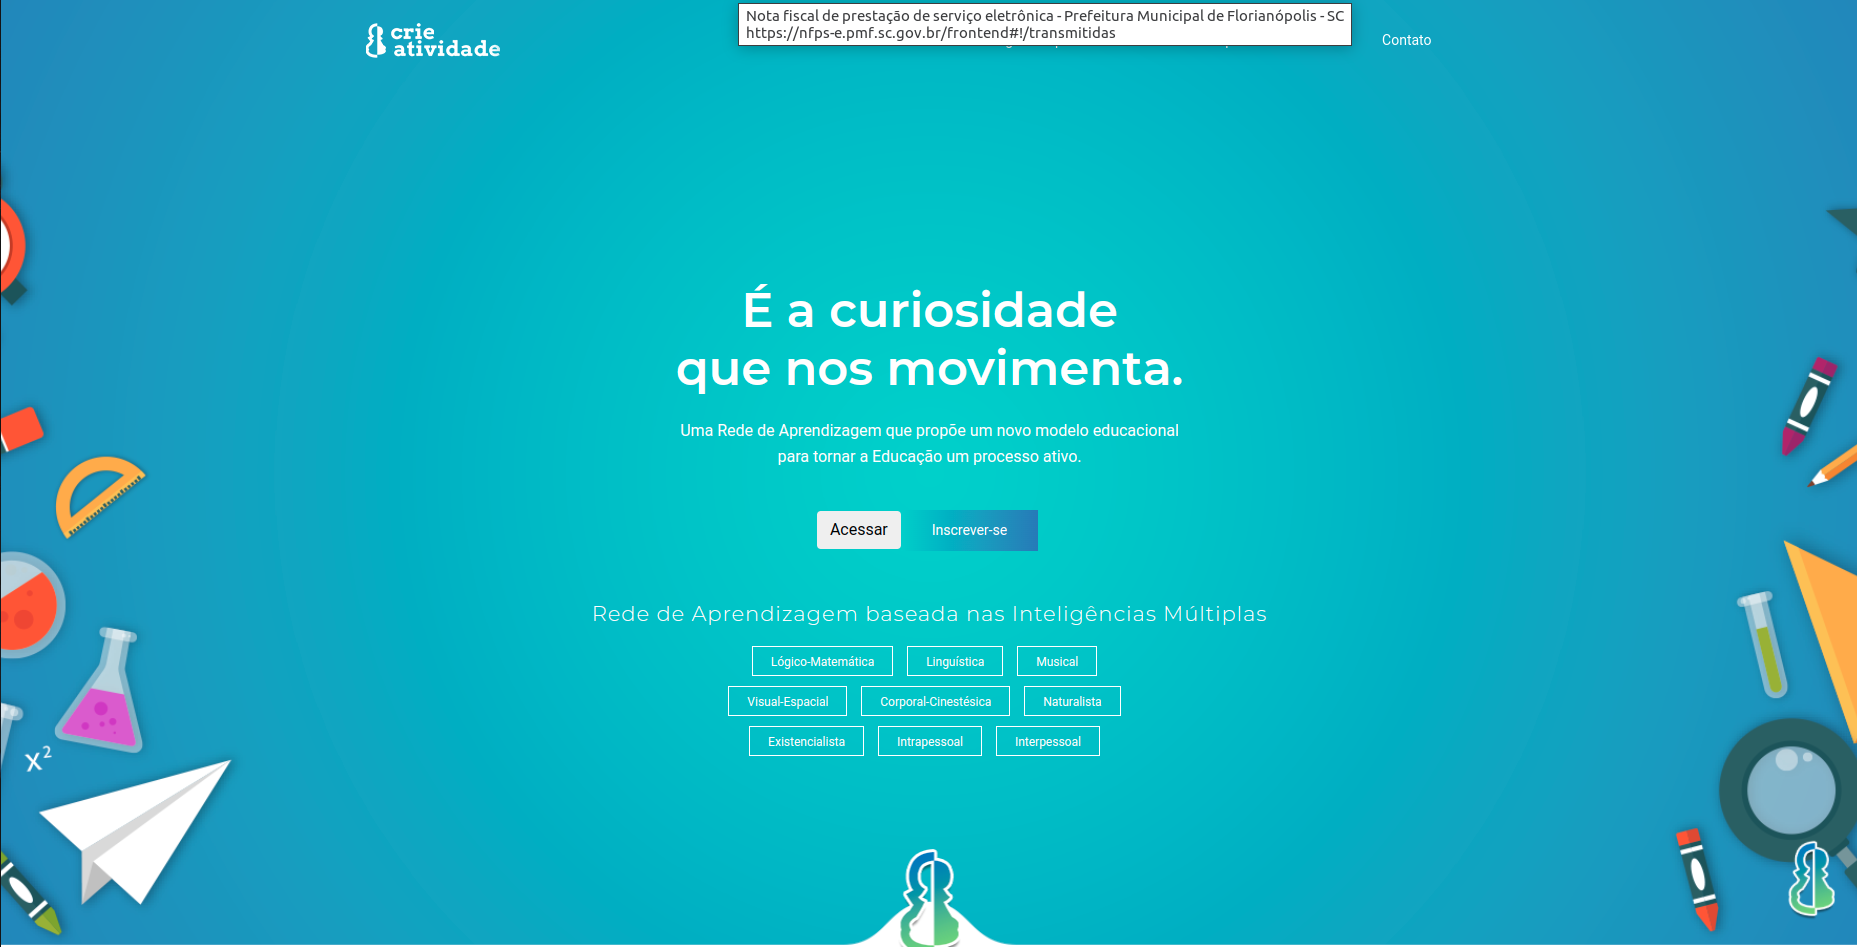 Nota fiscal de prestação de serviço eletrônica - Prefeitura Municipal de Florianópolis - SC
https://nfps-e.pmf.sc.gov.br/frontend#!/transmitidas
crie
atividade
Contato
É a curiosidade
que nos movimenta.
Uma Rede de Aprendizagem que propõe um novo modelo educacional
para tornar a Educação um processo ativo.
Acessar Inscrever-se
Rede de Aprendizagem baseada nas Inteligências Múltiplas
Lógico-Matemática Linguística Musical
Visual-Espacial Corporal-Cinestésica Naturalista
Existencialista Intrapessoal Interpessoal
x²